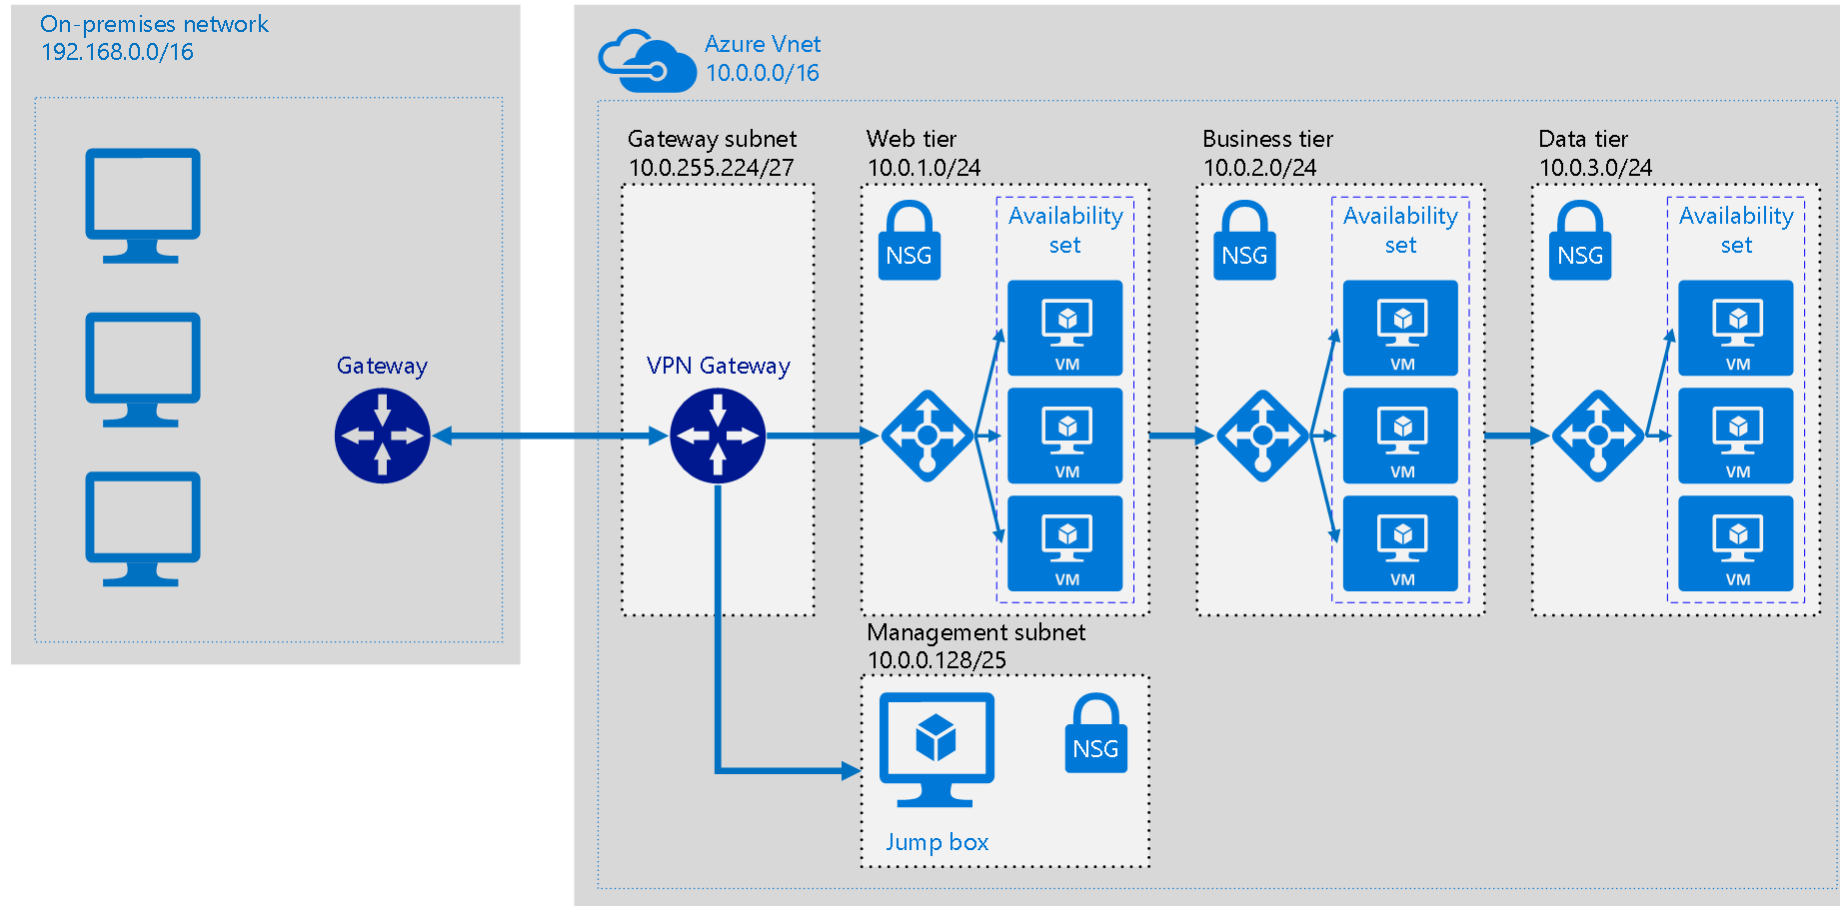 On-premises network
192.168.0.0/16
Gateway
Azure Vnet
10.0.0.0/16
Gateway subnet
10.0.255.224/27
VPN Gateway
Web tier
10.0.1.0/24
NSG
Availability
set
VM
VM
VM
Business tier
10.0.2.0/24
NSG
Availability
set
VM
VM
VM
Data tier
10.0.3.0/24
NSG
Availability
set
VM
VM
VM
Management subnet
10.0.0.128/25
NSG
Jump box